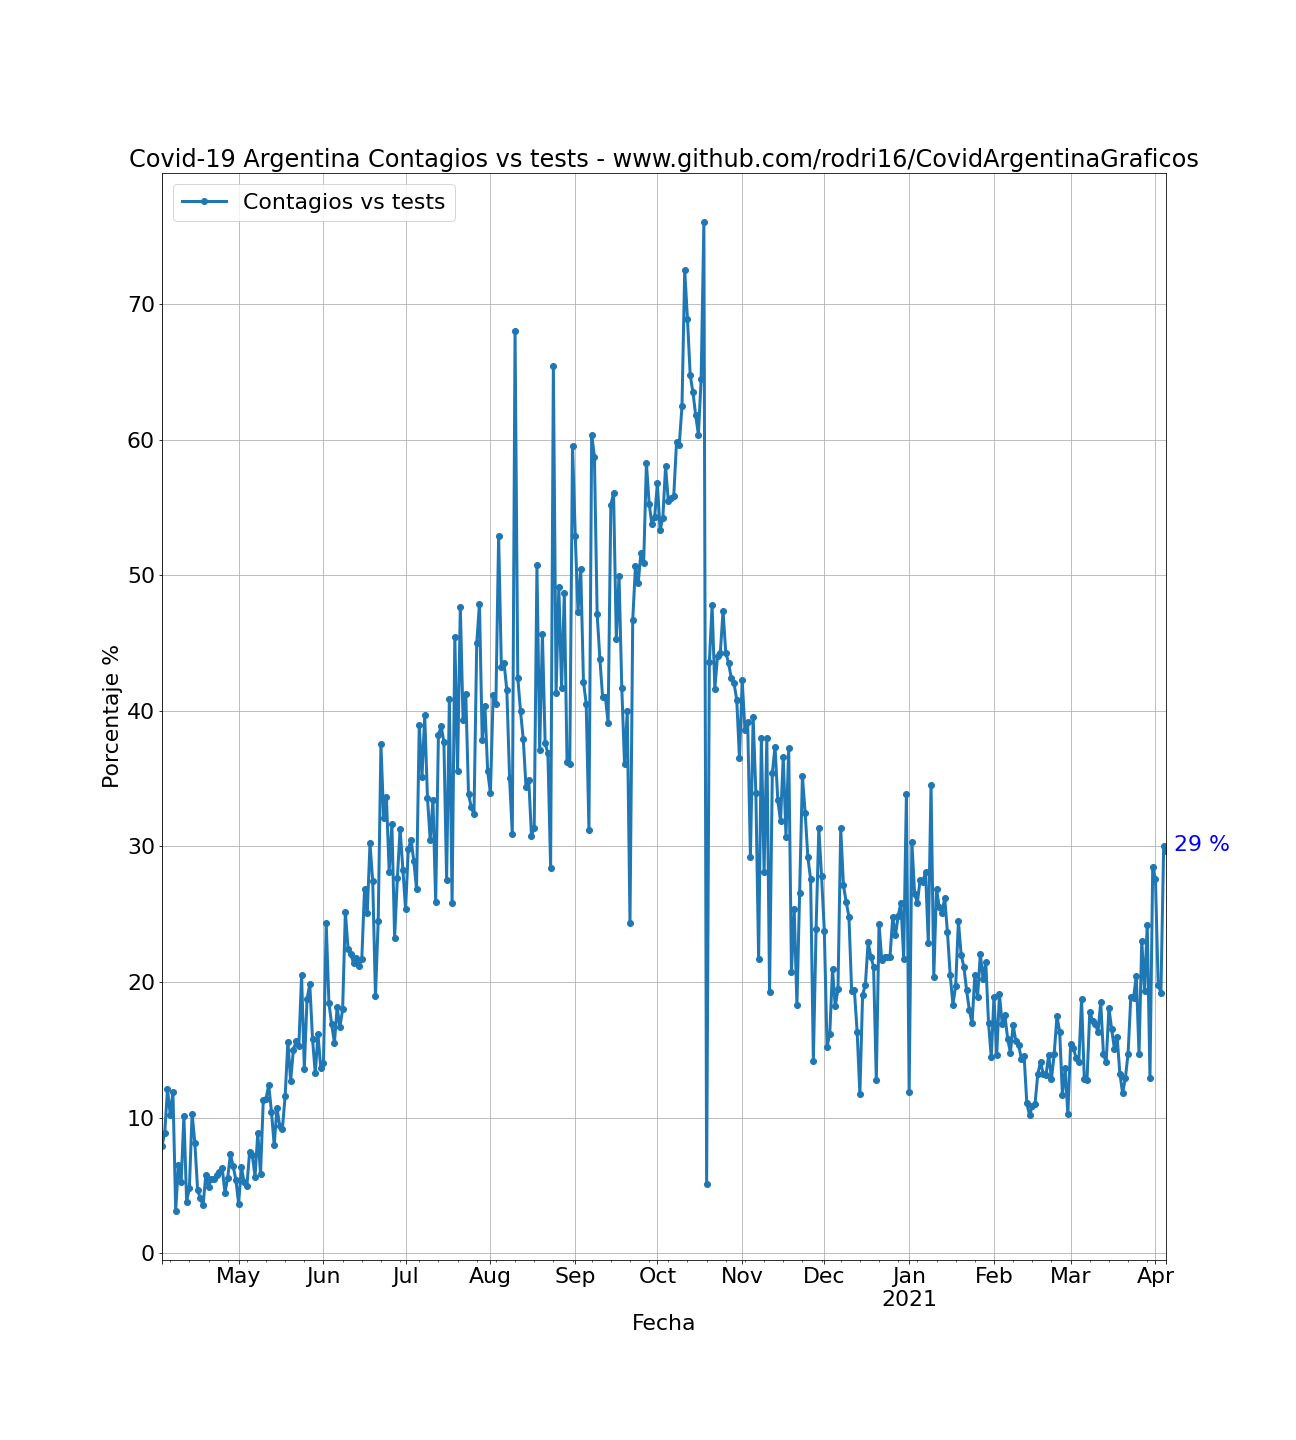 Covid-19 Argentina Contagios vs tests - www.github.com/rodri16/CovidArgentinaGraficos
Contagios vs tests
70
60
50
40
30
20
10
0
Porcentaje %
29 %
May Jun Jul Aug Sep Oct Nov Dec Jan Feb Mar Apr
2021
Fecha